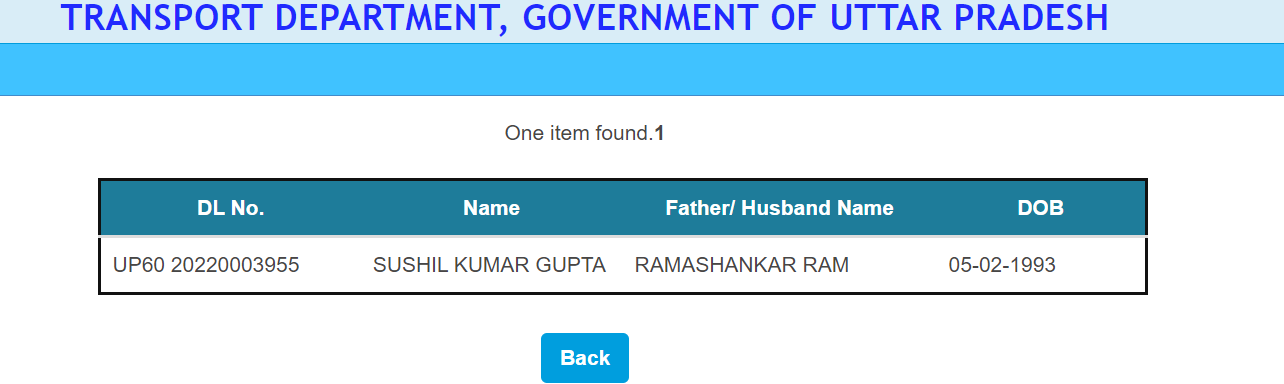 TRANSPORT DEPARTMENT, GOVERNMENT OF UTTAR PRADESH
One item found.1
DL No. Name Father/ Husband Name DOB
UP60 20220003955 SUSHIL KUMAR GUPTA RAMASHANKAR RAM 05-02-1993
Back